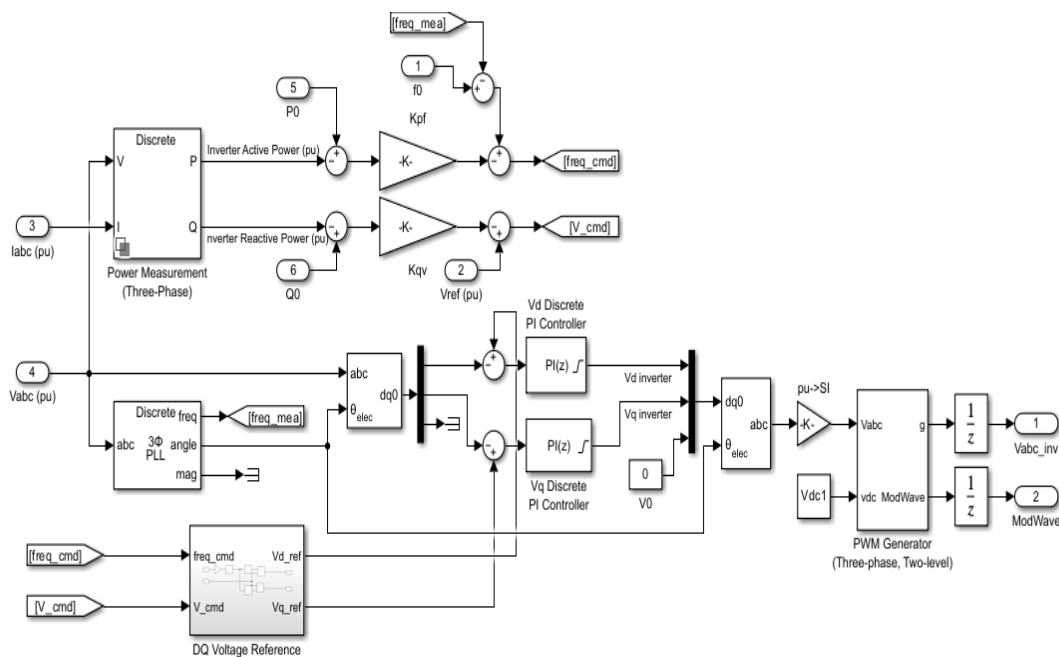 [freq_mea]
1
f0
5
P0
Kpf
Discrete
V
P
Inverter Active Power (pu)
-K-
[freq_cmd]
3
Iabc (pu)
I
Q
nverter Reactive Power (pu)
-K-
[V_cmd]
Power Measurement
(Three-Phase)
6
Q0
Kqv
2
Vref (pu)
Vd Discrete
PI Controller
PI(z)
Vd inverter
4
Vabc (pu)
abc
dq0
θelec
Discrete
freq
[freq_mea]
abc
3Φ
PLL
angle
mag
Vq inverter
PI(z)
Vq Discrete
PI Controller
0
V0
dq0
abc
θelec
pu->SI
-K-
Vabc
g
1
z
1
Vabc_inv
Vdc1
vdc
ModWave
1
z
2
ModWave
PWM Generator
(Three-phase, Two-level)
[freq_cmd]
freq_cmd
Vd_ref
[V_cmd]
V_cmd
Vq_ref
DQ Voltage Reference